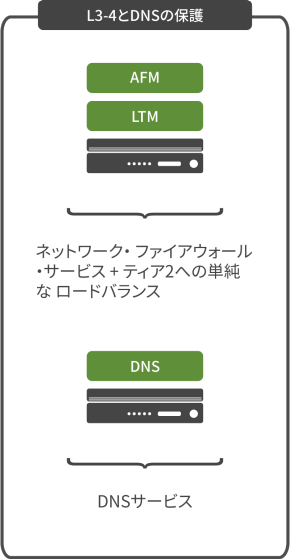 L3-4とDNSの保護
AFM
LTM
ネットワーク・ファイアウォール
・サービス + ティア2への単純
な ロードバランス
DNS
DNSサービス